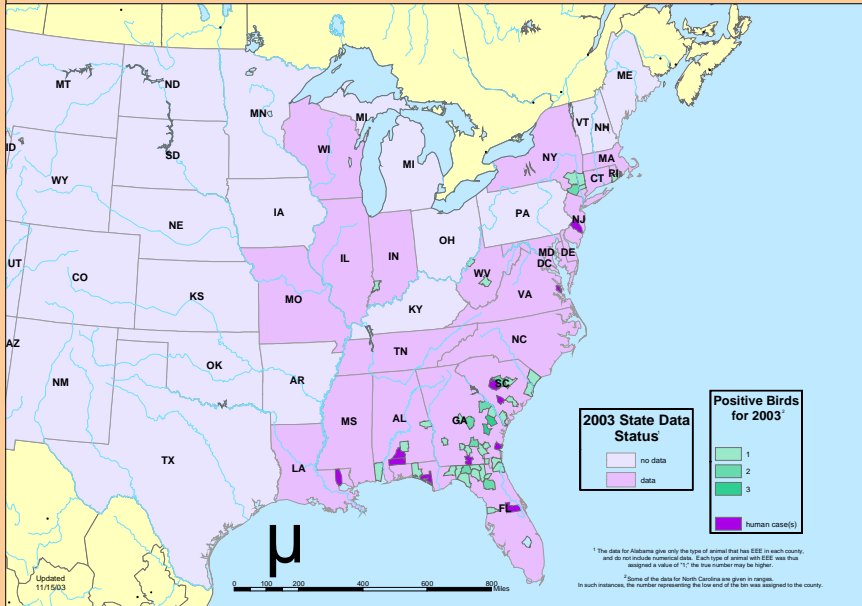 ME
MT
ND
MN
VT
NH
MI
ID
SD
WI
MI
NY
MA
CT
RI
WY
IA
PA
NE
OH
NJ
UT
IL
IN
MD
DE
DC
CO
WV
KS
MO
VA
KY
AZ
NC
TN
OK
NM
AR
SC
MS
AL
GA
TX
LA
FL
2003 State Data
Status¹
no data
data
Positive Birds
for 2003²
1
2
3
human case(s)
µ
Updated
11/15/03
0 100 200 400 600 800
Miles
¹ The data for Alabama give only the type of animal that has EEE in each county,
and do not include numerical data. Each type of animal with EEE was thus
assigned a value of "1;" the true number may be higher.
² Some of the data for North Carolina are given in ranges.
In such instances, the number representing the low end of the bin was assigned to the county.